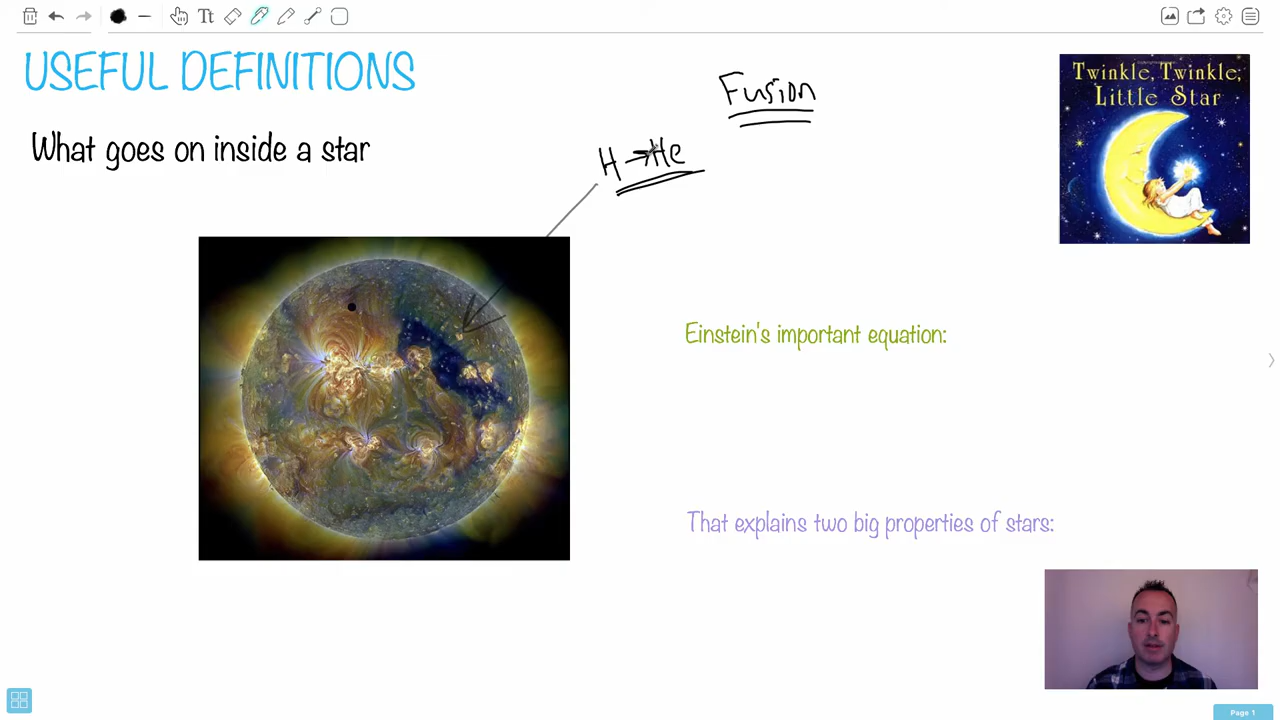 Tt
USEFUL DEFINITIONS
What goes on inside a star
Fusion
H → He
Twinkle, Twinkle,
Little Star
Einstein's important equation:
That explains two big properties of stars:
Page 1